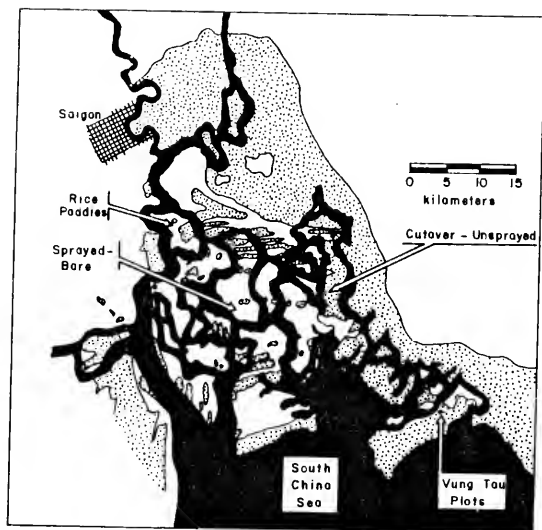 Saigon
0 5 10 15
kilometers
Rice
Paddies
Cutover - Unsprayed
Sprayed-
Bare
South
China
Sea
Vung Tau
Plots